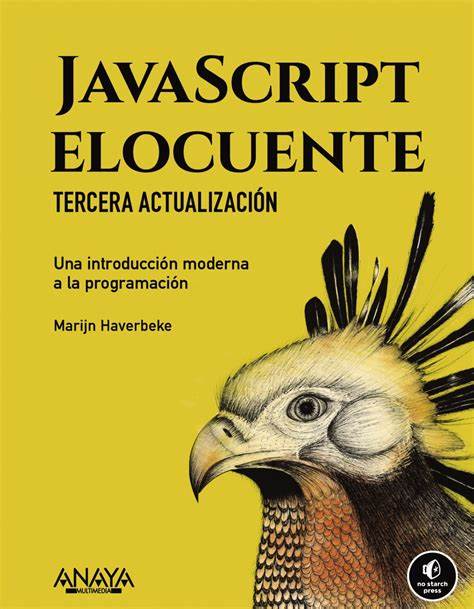 JAVASCRIPT
ELOCUENTE
TERCERA ACTUALIZACIÓN
Una introducción moderna
a la programación
Marijn Haverbeke
ANAYA
MULTIMEDIA
no starch
press